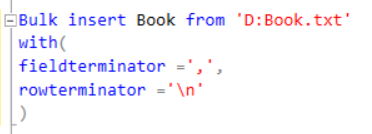 Bulk insert Book from 'D:Book.txt'
with(
fieldterminator =',',
rowterminator ='\n'
)